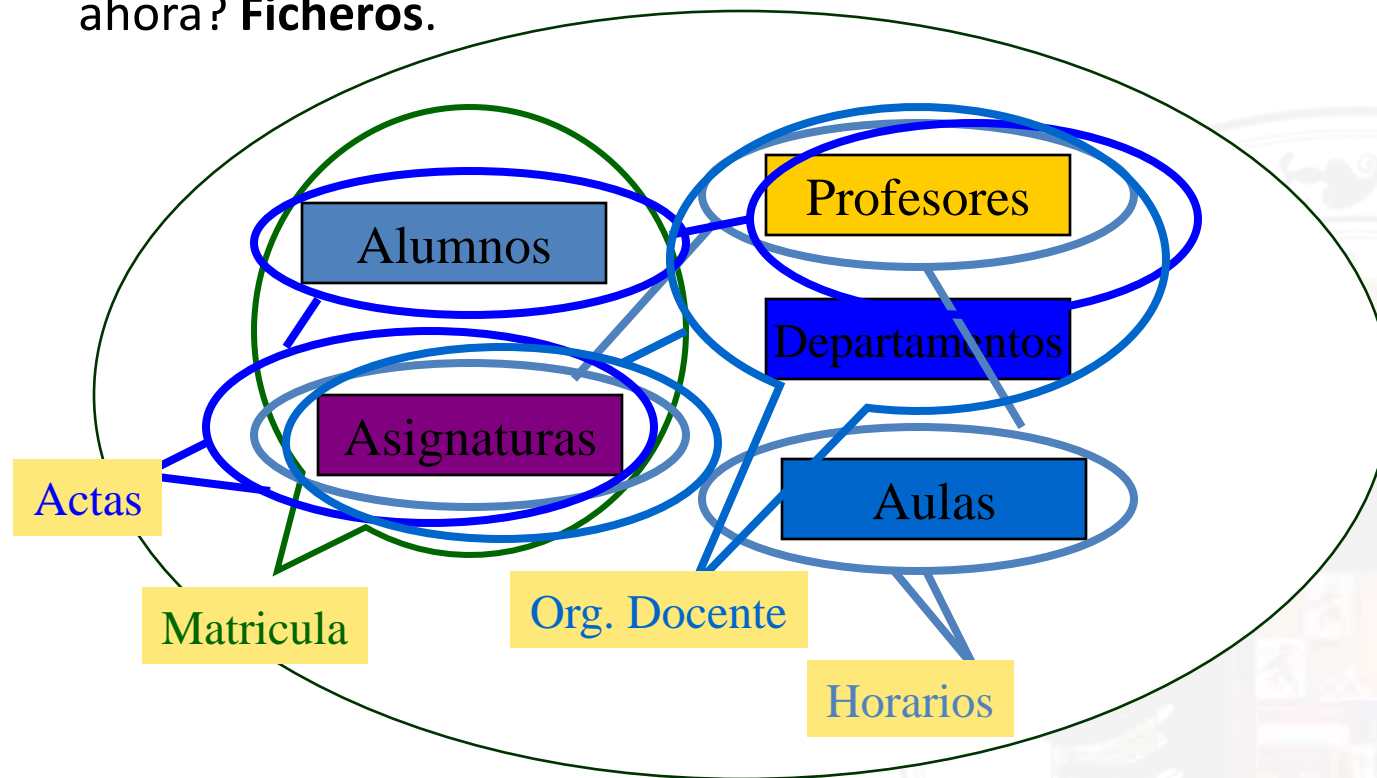 ahora? Ficheros.
Profesores
Alumnos
Departamentos
Asignaturas
Actas
Aulas
Matricula
Org. Docente
Horarios